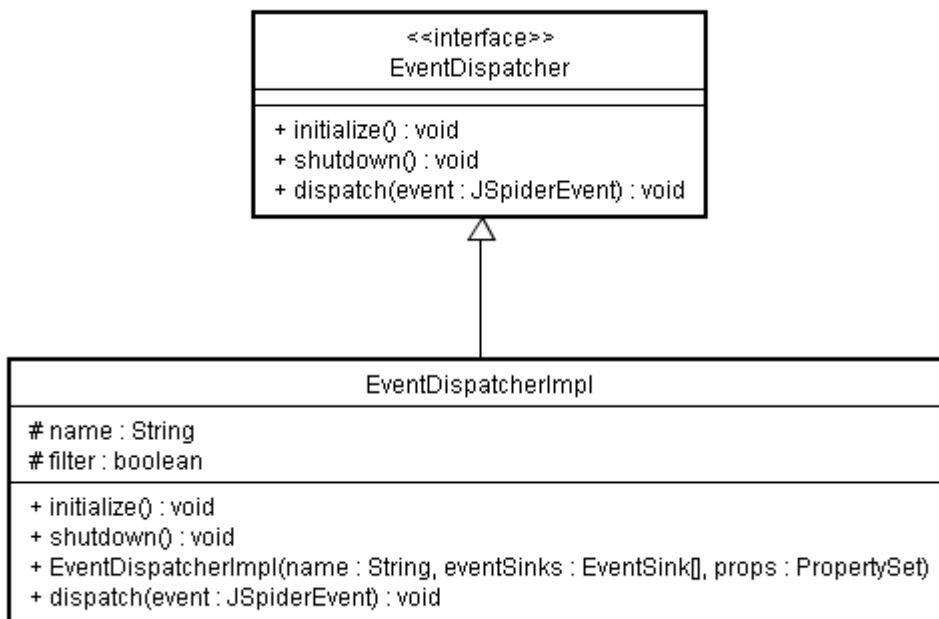 <<interface>>
EventDispatcher
+ initialize() : void
+ shutdown() : void
+ dispatch(event : JSpiderEvent) : void
EventDispatcherImpl
# name : String
# filter : boolean
+ initialize() : void
+ shutdown() : void
+ EventDispatcherImpl(name : String, eventSinks : EventSink[], props : PropertySet)
+ dispatch(event : JSpiderEvent) : void